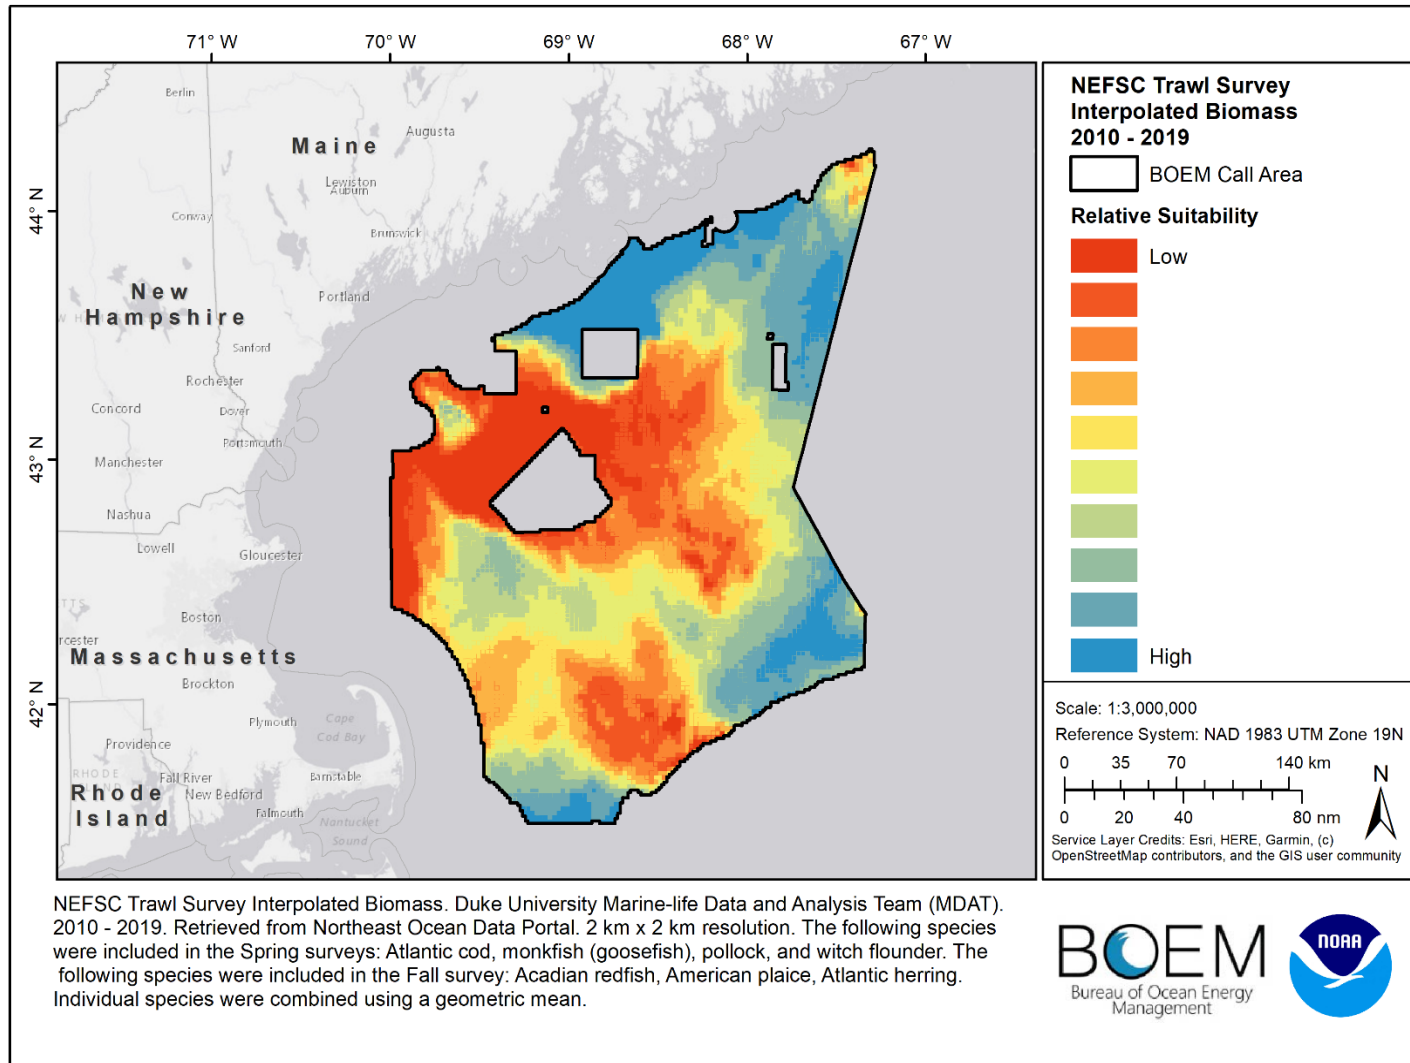 71° W 70° W 69° W 68° W 67° W
44° N
43° N
42° N
Berlin
Augusta
Maine
Lewiston
Auburn
Conway
Brunswick
New
Hampshire
Portland
Sanford
Rochester
Concord
Dover
Portsmouth
Manchester
Nashua
Lowell
Gloucester
Boston
rcester
Massachusetts
Brockton
Plymouth
Cape
Cod Bay
Providence
RHODE
Fall River
Barnstable
New Bedford
Rhode
Island
Falmouth
Nantucket
Sound
NEFSC Trawl Survey
Interpolated Biomass
2010 - 2019
BOEM Call Area
Relative Suitability
Low
High
Scale: 1:3,000,000
Reference System: NAD 1983 UTM Zone 19N
0 35 70 140 km
N
0 20 40 80 nm
Service Layer Credits: Esri, HERE, Garmin, (c)
OpenStreetMap contributors, and the GIS user community
NEFSC Trawl Survey Interpolated Biomass. Duke University Marine-life Data and Analysis Team (MDAT).
2010 - 2019. Retrieved from Northeast Ocean Data Portal. 2 km x 2 km resolution. The following species
were included in the Spring surveys: Atlantic cod, monkfish (goosefish), pollock, and witch flounder. The
following species were included in the Fall survey: Acadian redfish, American plaice, Atlantic herring.
Individual species were combined using a geometric mean.
BOEM
Bureau of Ocean Energy
Management
NOAA